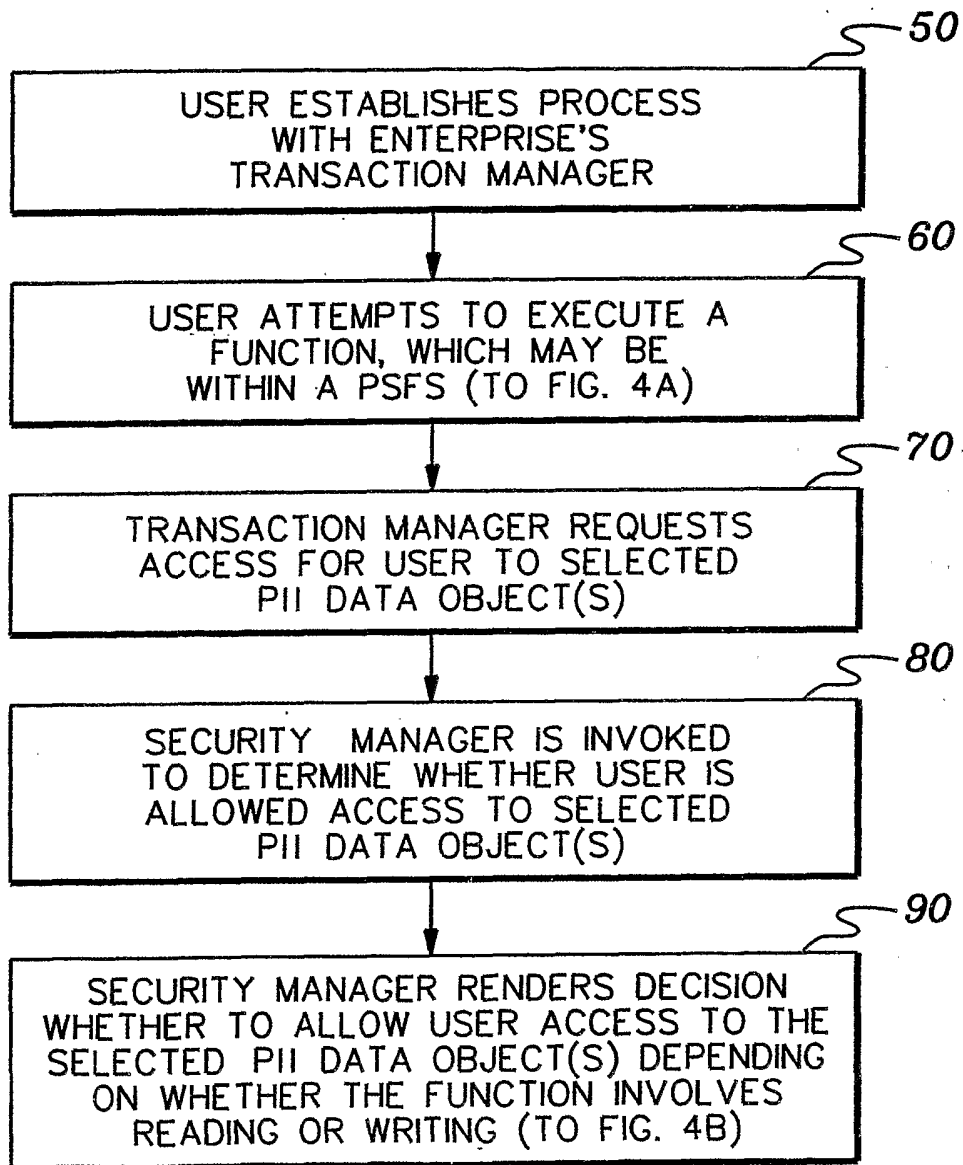 50
USER ESTABLISHES PROCESS
WITH ENTERPRISE'S
TRANSACTION MANAGER
60
USER ATTEMPTS TO EXECUTE A
FUNCTION, WHICH MAY BE
WITHIN A PSFS (TO FIG. 4A)
70
TRANSACTION MANAGER REQUESTS
ACCESS FOR USER TO SELECTED
PII DATA OBJECT(S)
80
SECURITY MANAGER IS INVOKED
TO DETERMINE WHETHER USER IS
ALLOWED ACCESS TO SELECTED
PII DATA OBJECT(S)
90
SECURITY MANAGER RENDERS DECISION
WHETHER TO ALLOW USER ACCESS TO THE
SELECTED PII DATA OBJECT(S) DEPENDING
ON WHETHER THE FUNCTION INVOLVES
READING OR WRITING (TO FIG. 4B)